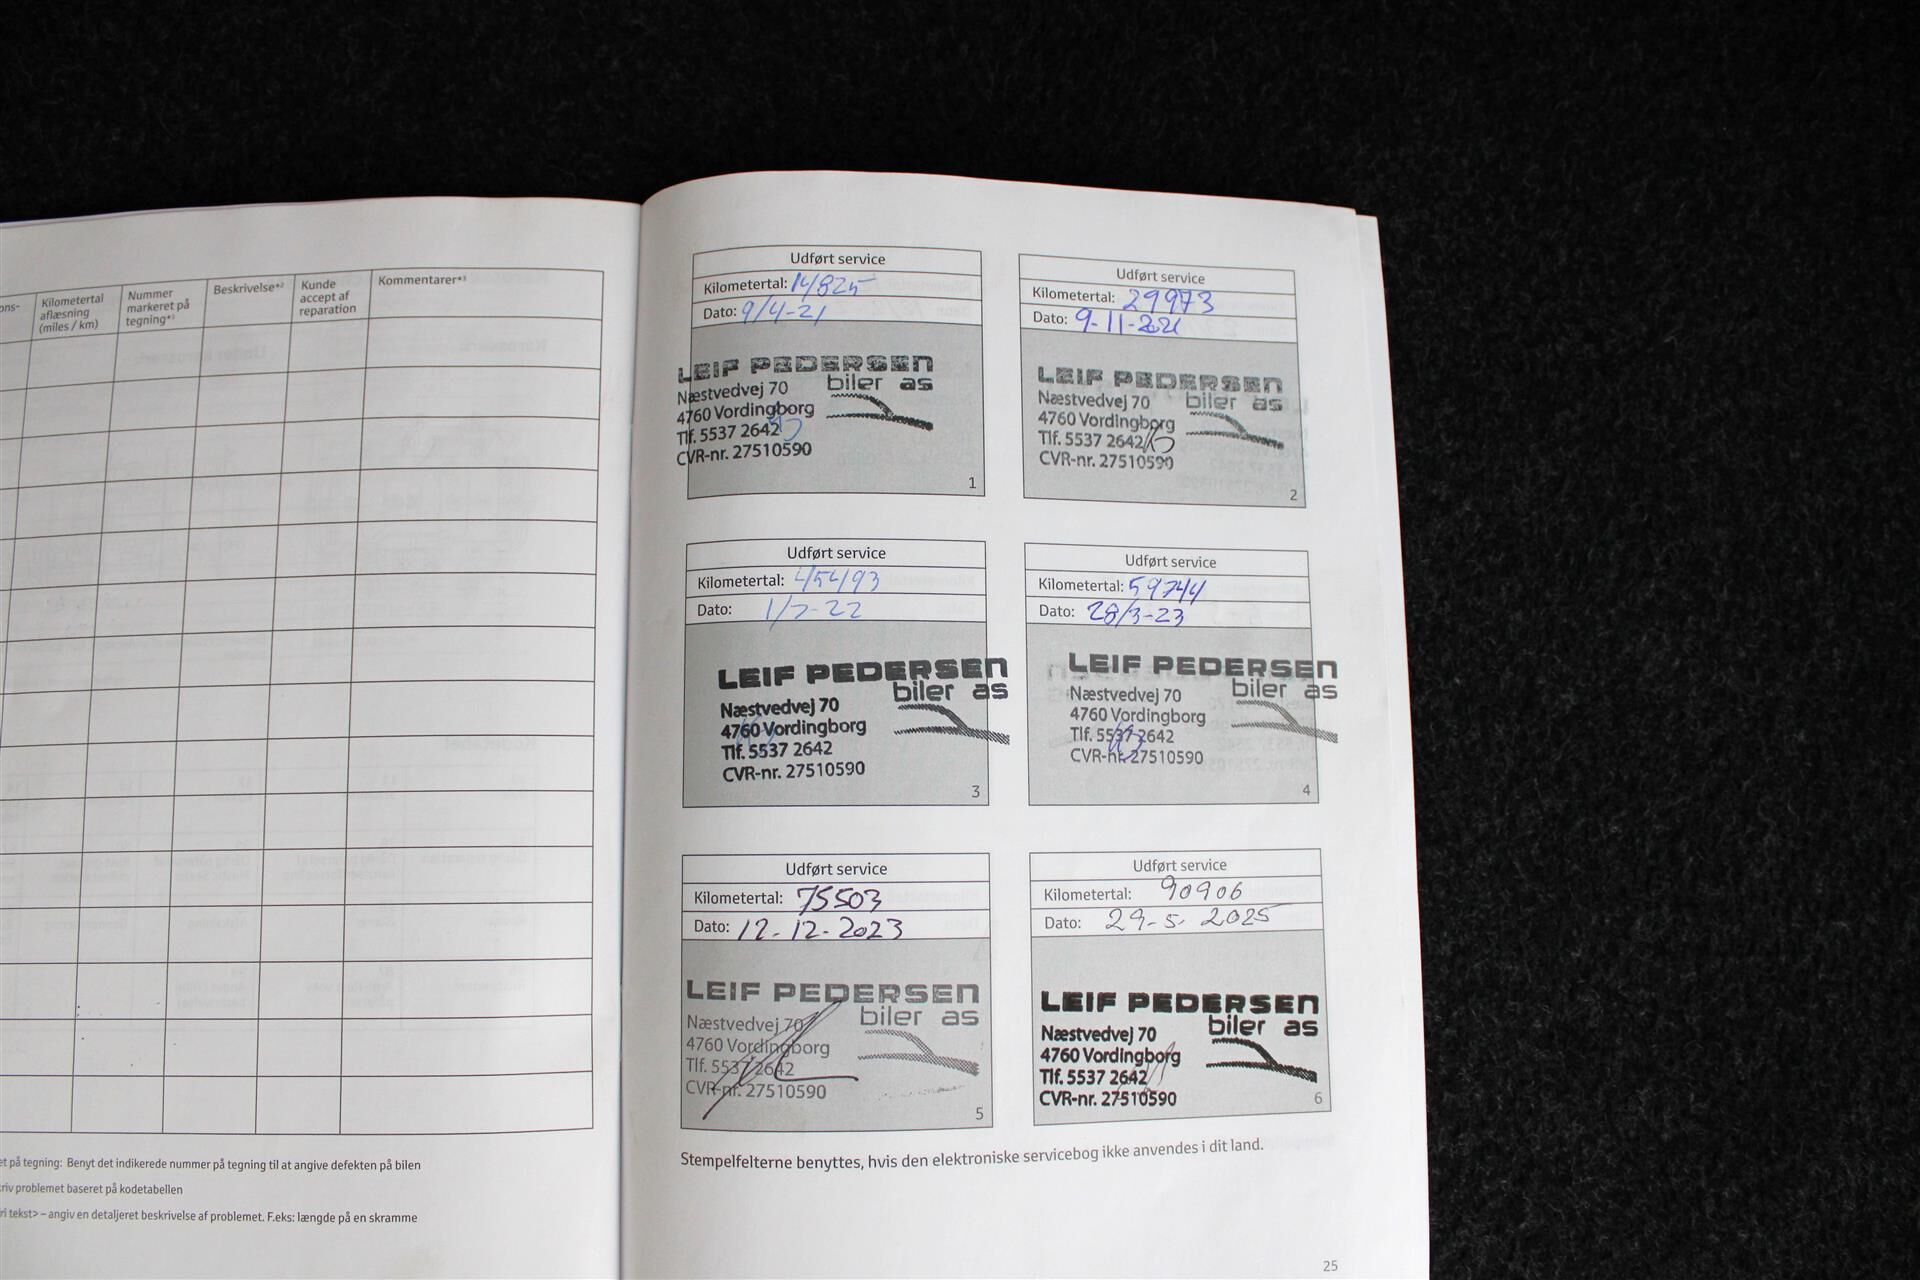 ons-
Kilometertal
aflæsning
(miles / km)
Nummer
markeret på
tegning*¹
Beskrivelse*²
Kunde
accept af
reparation
Kommentarer*³
et på tegning: Benyt det indikerede nummer på tegning til at angive defekten på bilen
riv problemet baseret på kodetabellen
ri tekst> – angiv en detaljeret beskrivelse af problemet. F.eks: længde på en skramme
Udført service
Kilometertal: 14825
Dato: 9/4-21
LEIF PEDERSEN
biler as
Næstvedvej 70
4760 Vordingborg
Tlf. 5537 2642
CVR-nr. 27510590
1
Udført service
Kilometertal: 29973
Dato: 9-11-2021
LEIF PEDERSEN
biler as
Næstvedvej 70
4760 Vordingborg
Tlf. 5537 2642
CVR-nr. 27510590
2
Udført service
Kilometertal: 45493
Dato: 1/7-22
LEIF PEDERSEN
biler as
Næstvedvej 70
4760 Vordingborg
Tlf. 5537 2642
CVR-nr. 27510590
3
Udført service
Kilometertal: 59744
Dato: 28/3-23
LEIF PEDERSEN
biler as
Næstvedvej 70
4760 Vordingborg
Tlf. 5537 2642
CVR-nr. 27510590
4
Udført service
Kilometertal: 75503
Dato: 12-12-2023
LEIF PEDERSEN
biler as
Næstvedvej 70
4760 Vordingborg
Tlf. 5537 2642
CVR-nr. 27510590
5
Udført service
Kilometertal: 90906
Dato: 29-5-2025
LEIF PEDERSEN
biler as
Næstvedvej 70
4760 Vordingborg
Tlf. 5537 2642
CVR-nr. 27510590
6
Stempelfelterne benyttes, hvis den elektroniske servicebog ikke anvendes i dit land.
25